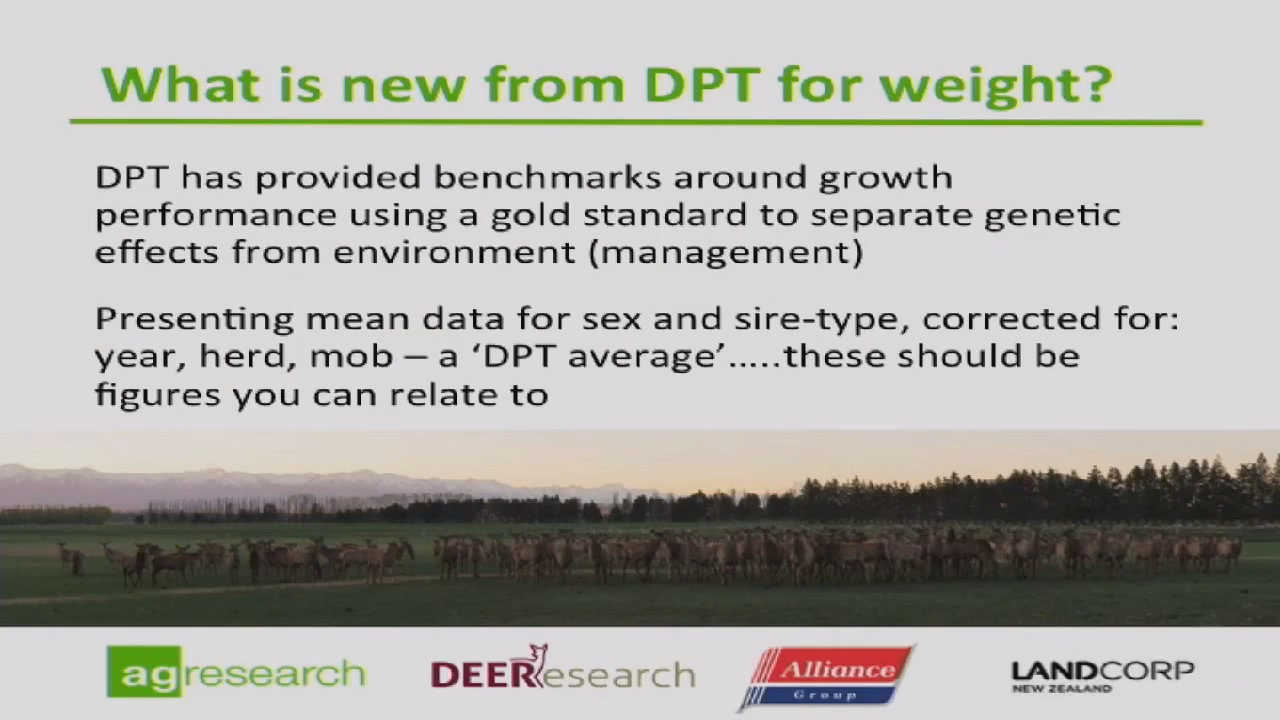 What is new from DPT for weight?
DPT has provided benchmarks around growth
performance using a gold standard to separate genetic
effects from environment (management)
Presenting mean data for sex and sire-type, corrected for:
year, herd, mob – a ‘DPT average’.....these should be
figures you can relate to
agresearch
DEEResearch
Alliance
Group
LANDCORP
NEW ZEALAND